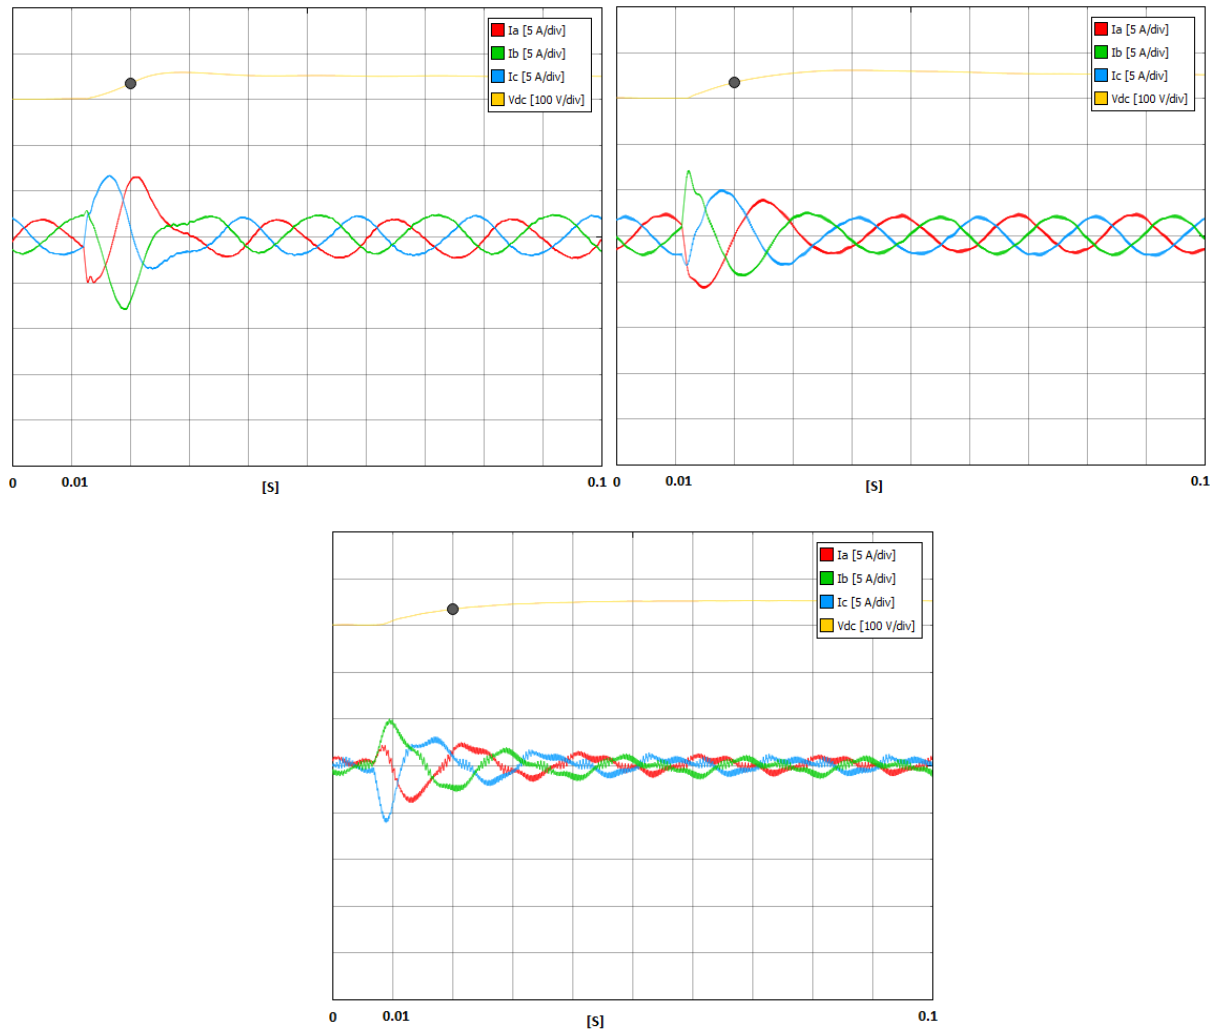 Ia [5 A/div]
Ib [5 A/div]
Ic [5 A/div]
Vdc [100 V/div]
0
0.01
[S]
0.1
Ia [5 A/div]
Ib [5 A/div]
Ic [5 A/div]
Vdc [100 V/div]
0
0.01
[S]
0.1
Ia [5 A/div]
Ib [5 A/div]
Ic [5 A/div]
Vdc [100 V/div]
0
0.01
[S]
0.1